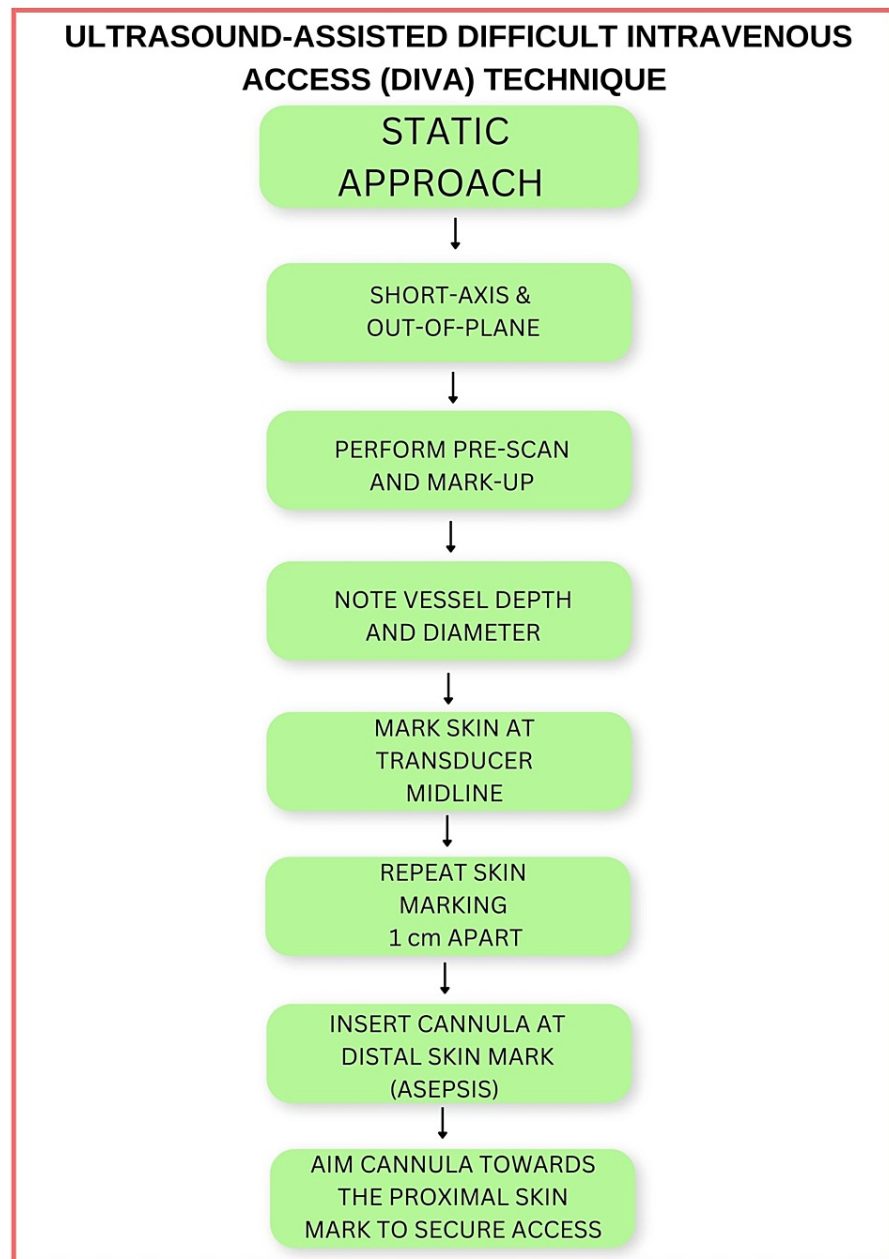 ULTRASOUND-ASSISTED DIFFICULT INTRAVENOUS
ACCESS (DIVA) TECHNIQUE
STATIC
APPROACH
SHORT-AXIS &
OUT-OF-PLANE
PERFORM PRE-SCAN
AND MARK-UP
NOTE VESSEL DEPTH
AND DIAMETER
MARK SKIN AT
TRANSDUCER
MIDLINE
REPEAT SKIN
MARKING
1 cm APART
INSERT CANNULA AT
DISTAL SKIN MARK
(ASEPSIS)
AIM CANNULA TOWARDS
THE PROXIMAL SKIN
MARK TO SECURE ACCESS